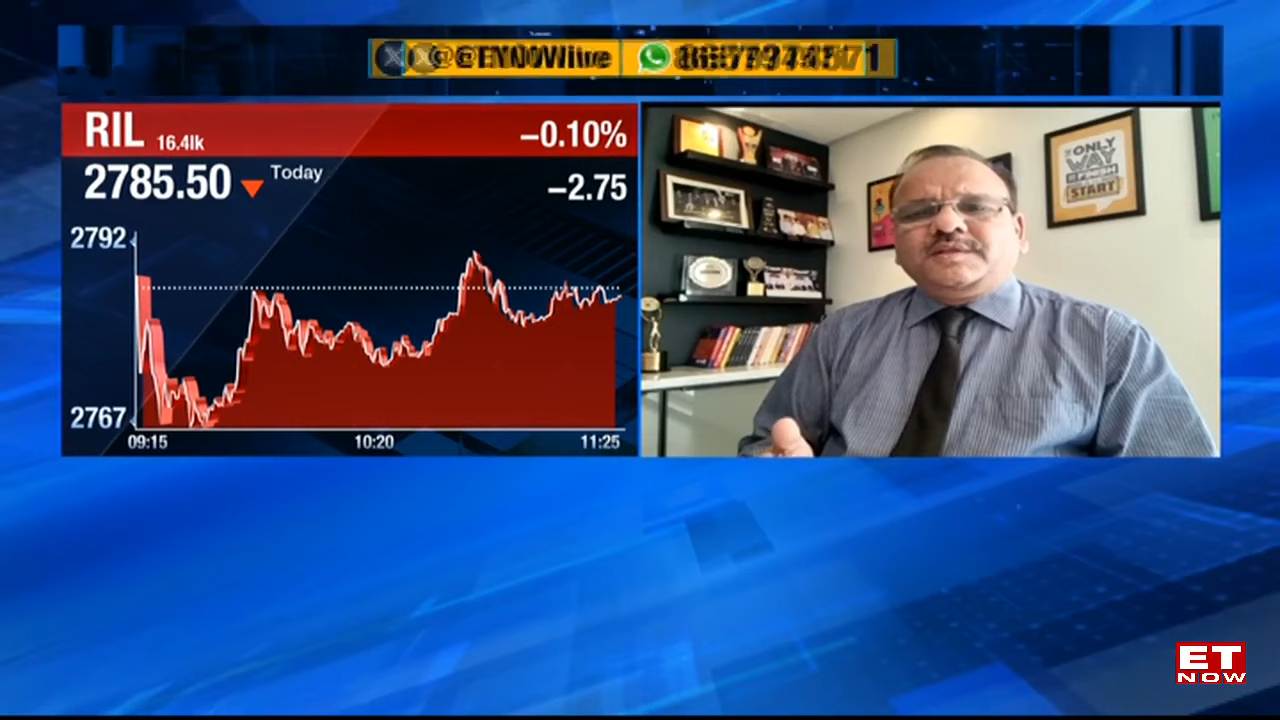 RIL 16.4lk −0.10%
2785.50 Today −2.75
2792
2767
09:15 10:20 11:25
ONLY
WAY
FINISH
START
ET
NOW